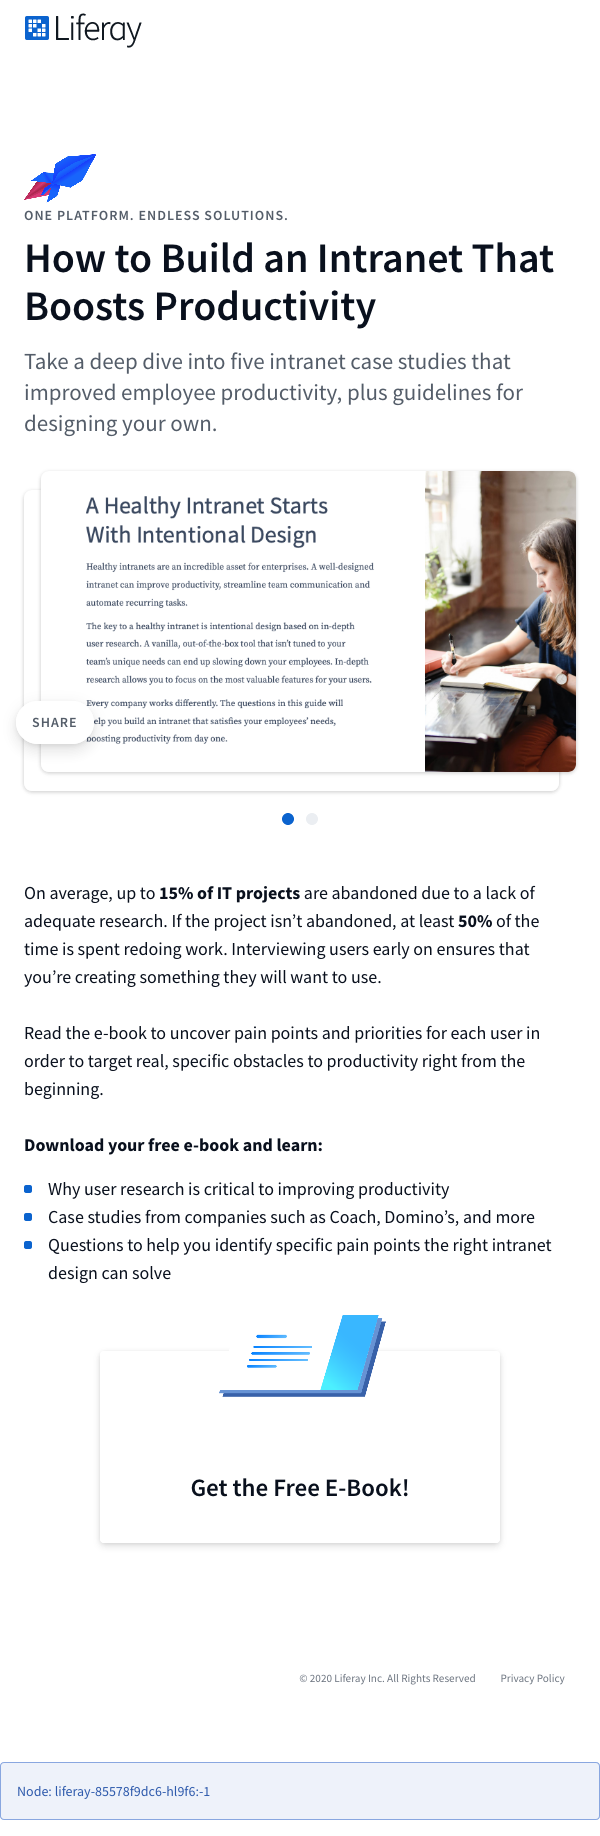 Liferay
ONE PLATFORM. ENDLESS SOLUTIONS.
How to Build an Intranet That
Boosts Productivity
Take a deep dive into five intranet case studies that
improved employee productivity, plus guidelines for
designing your own.
A Healthy Intranet Starts
With Intentional Design
Healthy intranets are an incredible asset for enterprises. A well-designed
intranet can improve productivity, streamline team communication and
automate recurring tasks.
The key to a healthy intranet is intentional design based on in-depth
user research. A vanilla, out-of-the-box tool that isn't tuned to your
team's unique needs can end up slowing down your employees. In-depth
research allows you to focus on the most valuable features for your users.
Every company works differently. The questions in this guide will
elp you build an intranet that satisfies your employees' needs,
boosting productivity from day one.
SHARE
On average, up to 15% of IT projects are abandoned due to a lack of
adequate research. If the project isn’t abandoned, at least 50% of the
time is spent redoing work. Interviewing users early on ensures that
you’re creating something they will want to use.
Read the e-book to uncover pain points and priorities for each user in
order to target real, specific obstacles to productivity right from the
beginning.
Download your free e-book and learn:
Why user research is critical to improving productivity
Case studies from companies such as Coach, Domino’s, and more
Questions to help you identify specific pain points the right intranet
design can solve
Get the Free E-Book!
© 2020 Liferay Inc. All Rights Reserved Privacy Policy
Node: liferay-85578f9dc6-hl9f6:-1